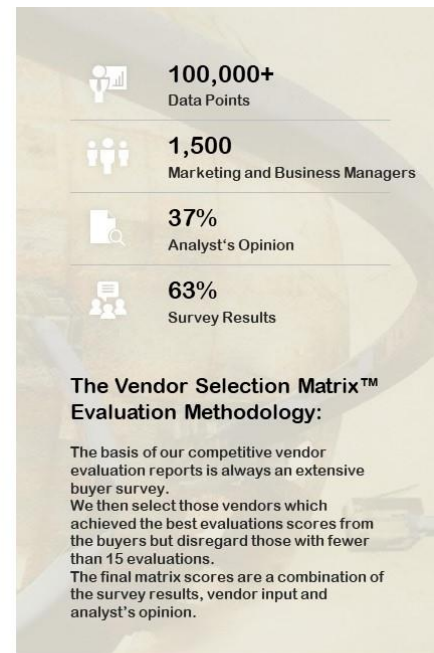 100,000+
Data Points
1,500
Marketing and Business Managers
37%
Analyst‘s Opinion
63%
Survey Results
The Vendor Selection Matrix™
Evaluation Methodology:
The basis of our competitive vendor
evaluation reports is always an extensive
buyer survey.
We then select those vendors which
achieved the best evaluations scores from
the buyers but disregard those with fewer
than 15 evaluations.
The final matrix scores are a combination of
the survey results, vendor input and
analyst’s opinion.